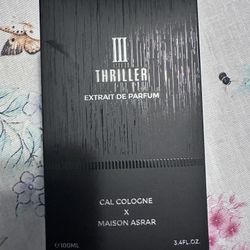 III
THRILLER
EXTRAIT DE PARFUM
CAL COLOGNE
X
MAISON ASRAR
100ML 3.4FL.OZ.